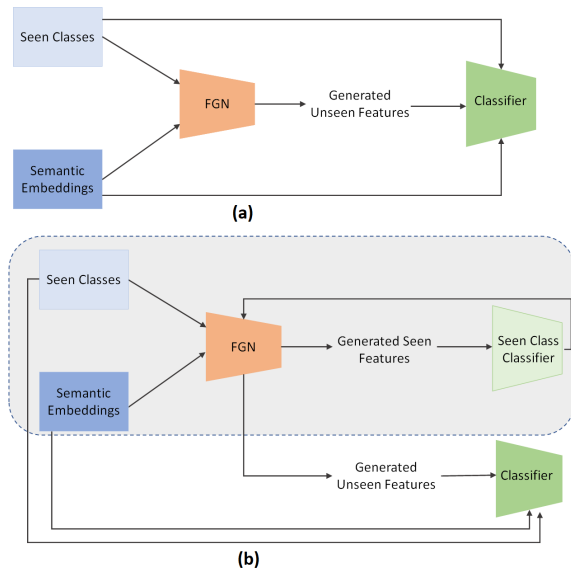 Seen Classes
FGN
Generated
Unseen Features
Classifier
Semantic
Embeddings
(a)
Seen Classes
FGN
Generated Seen
Features
Seen Class
Classifier
Semantic
Embeddings
Generated
Unseen Features
Classifier
(b)